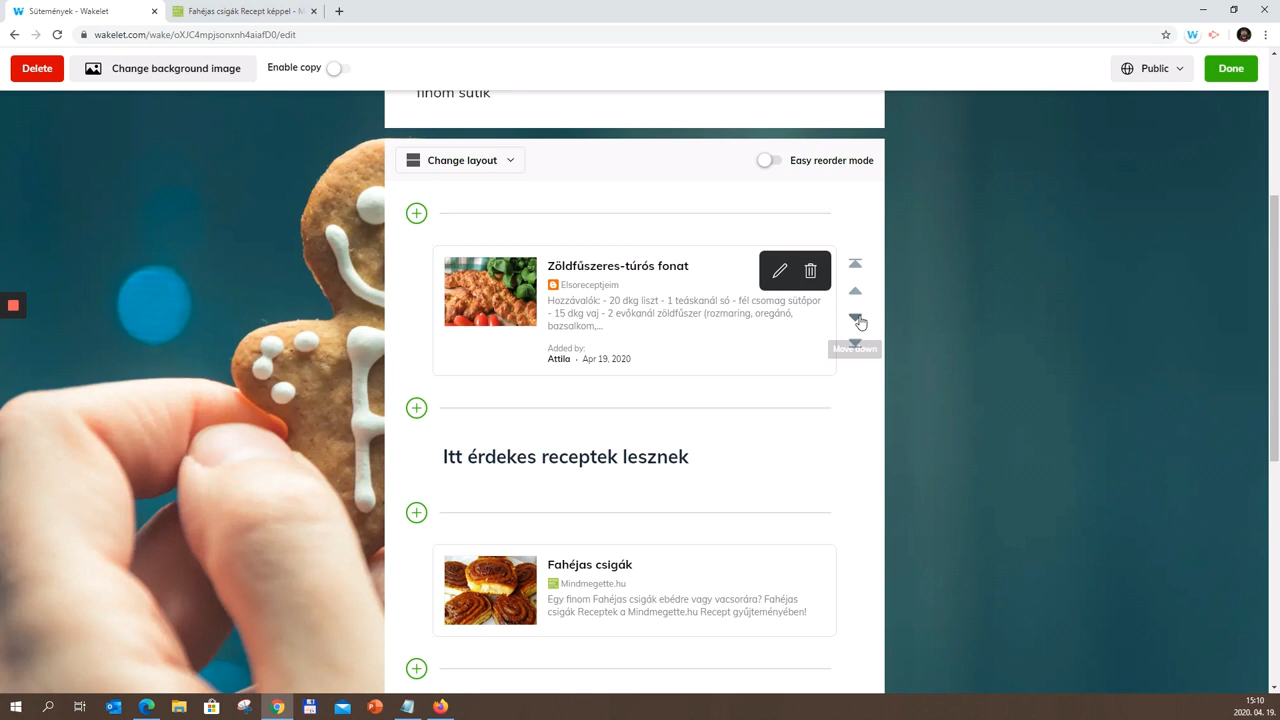 Sütemények - Wakelet
Fahéjas csigák Recept képpel - M
wakelet.com/wake/oXJC4mpjsonxnh4aiafD0/edit
Delete
Change background image
Enable copy
Public
Done
finom sütik
Change layout
Easy reorder mode
Zöldfűszeres-túrós fonat
Elsoreceptjeim
Hozzávalók: - 20 dkg liszt - 1 teáskanál só - fél csomag sütőpor
- 15 dkg vaj - 2 evőkanál zöldfűszer (rozmaring, oregánó,
bazsalkom,...
Added by:
Attila · Apr 19, 2020
Move down
Itt érdekes receptek lesznek
Fahéjas csigák
Mindmegette.hu
Egy finom Fahéjas csigák ebédre vagy vacsorára? Fahéjas
csigák Receptek a Mindmegette.hu Recept gyűjteményében!
15:10
2020. 04. 19.